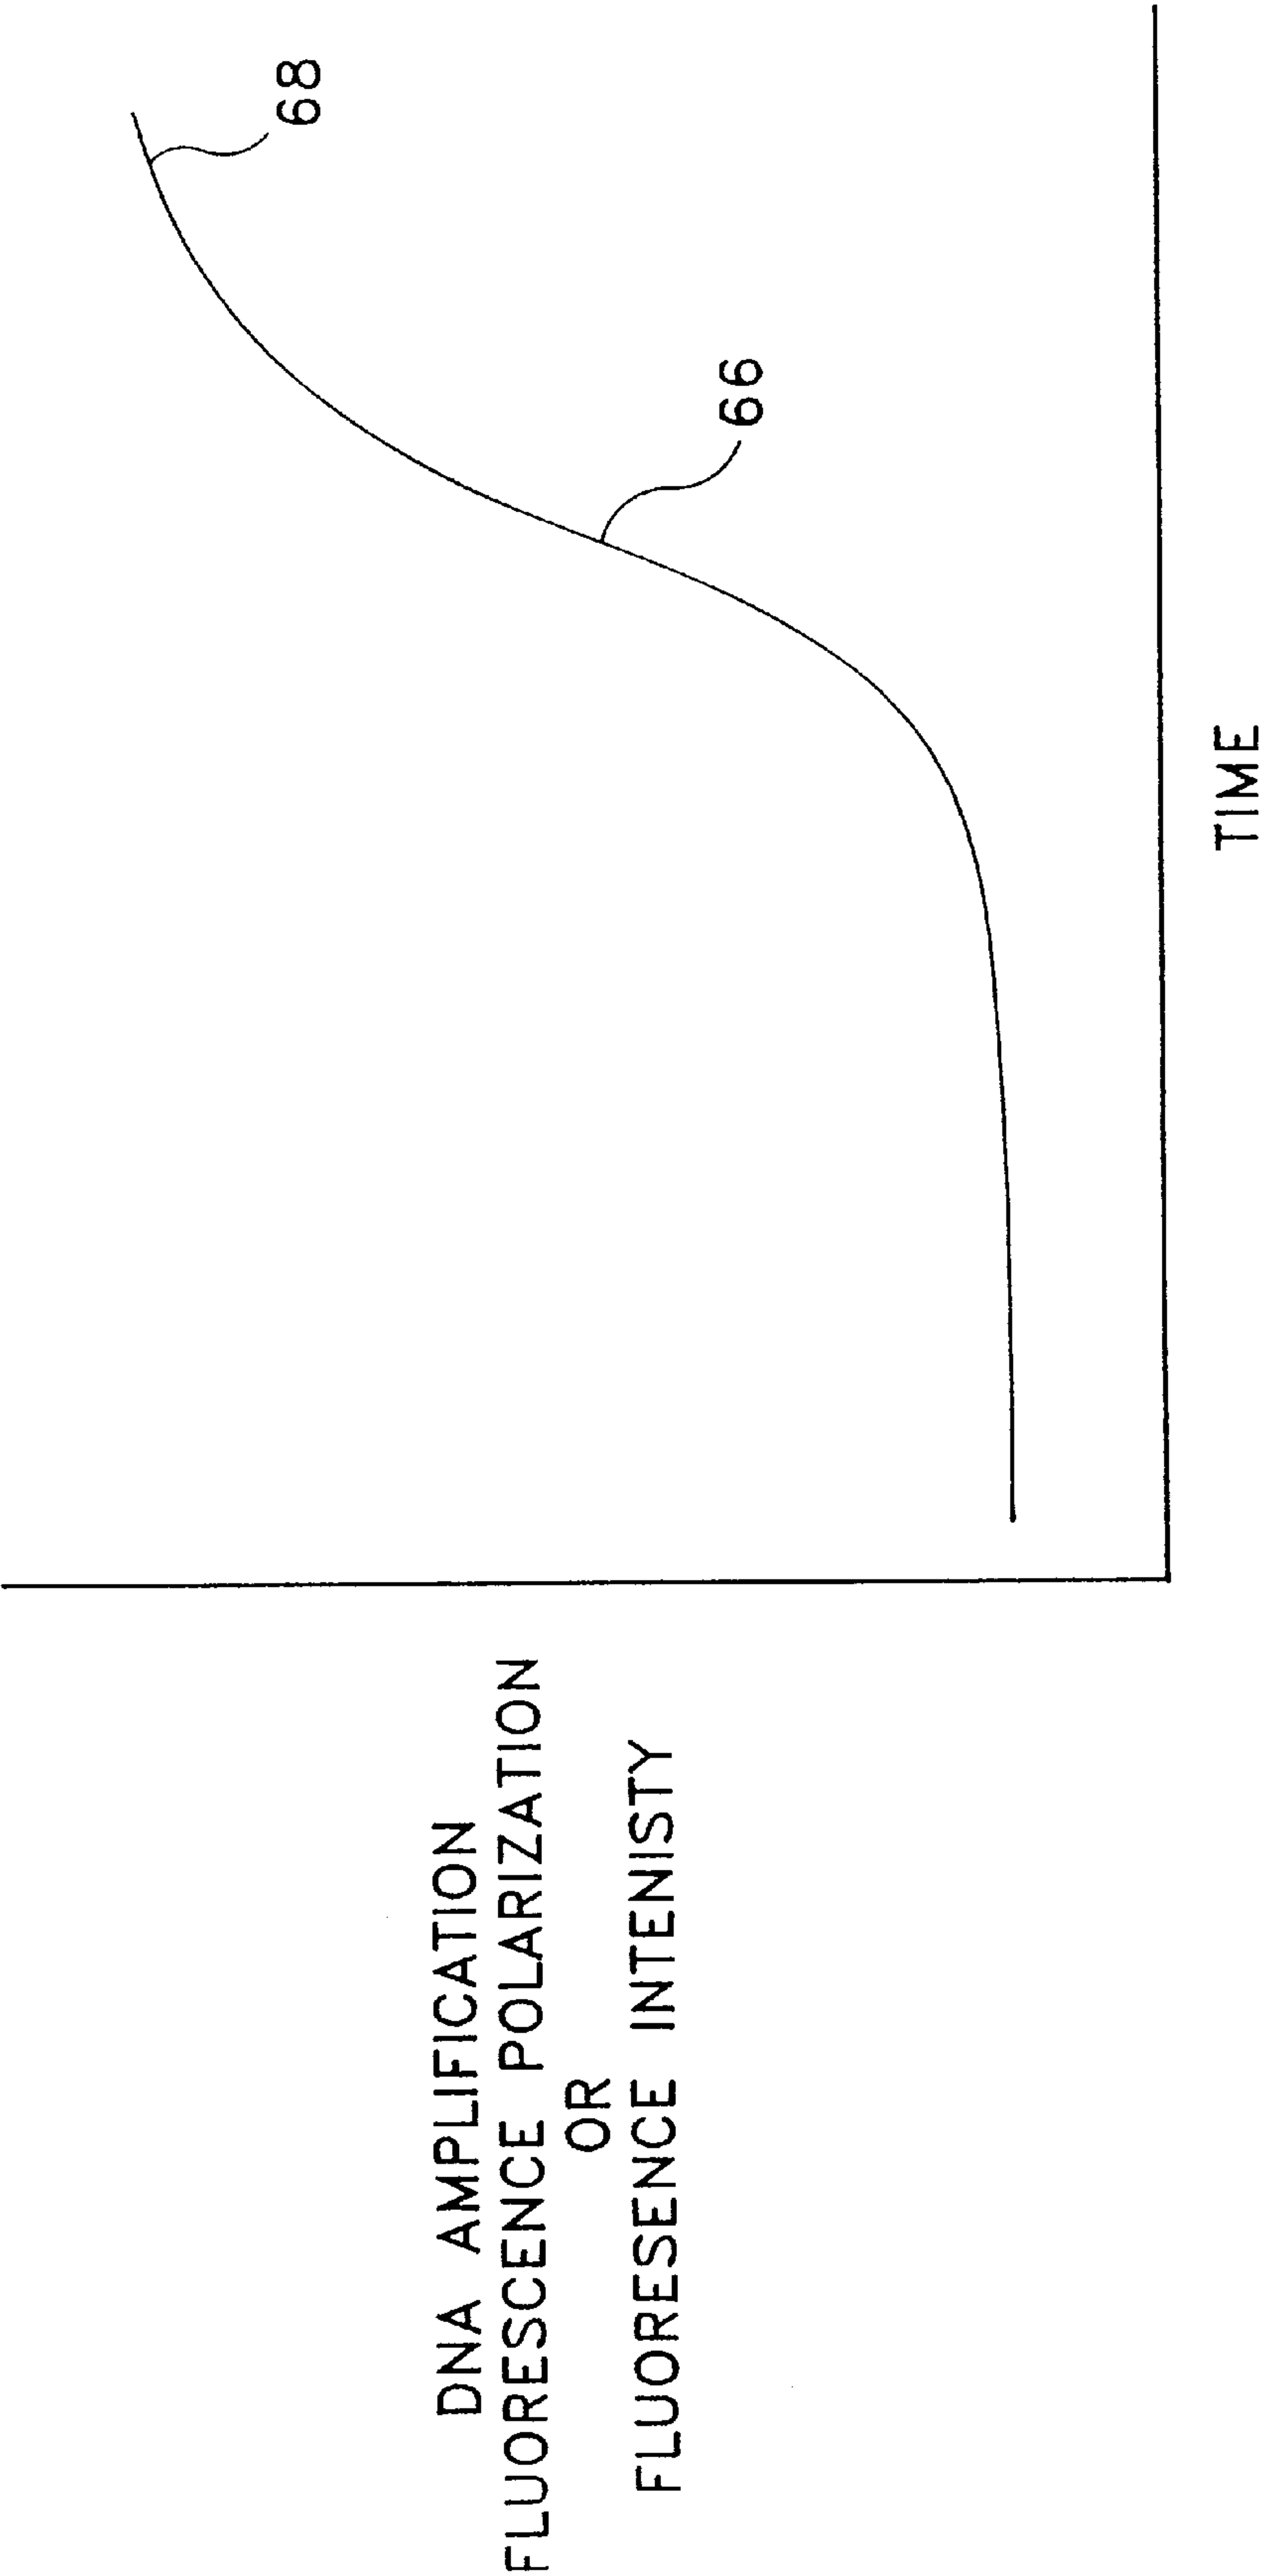 DNA AMPLIFICATION
FLUORESCENCE POLARIZATION
OR
FLUORESENCE INTENISTY
68
66
TIME